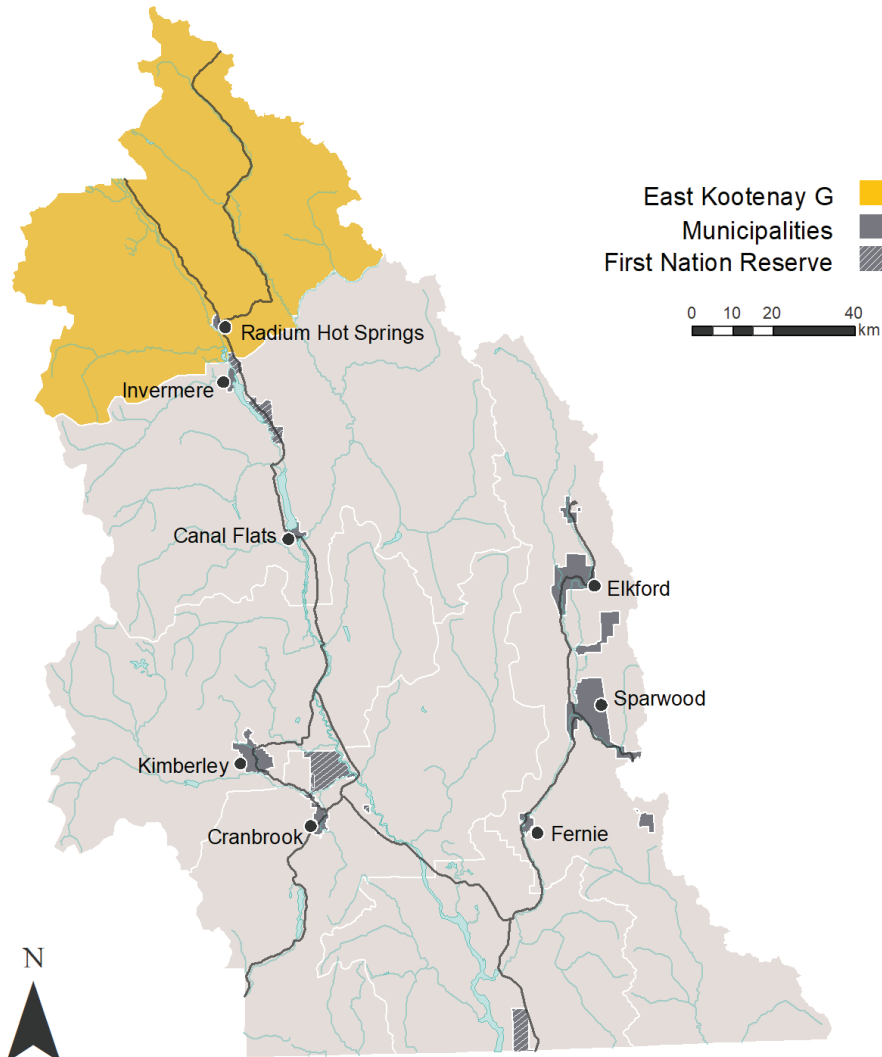 East Kootenay G
Municipalities
First Nation Reserve
0 10 20 40
km
Radium Hot Springs
Invermere
Canal Flats
Elkford
Sparwood
Kimberley
Cranbrook
Fernie
N